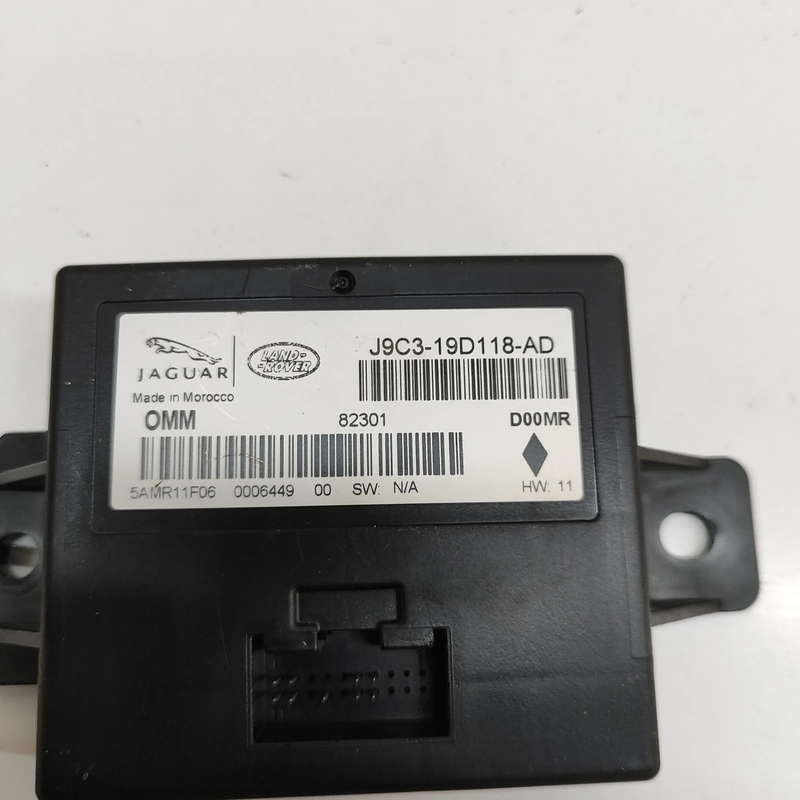 JAGUAR
LAND-
-ROVER
J9C3-19D118-AD
Made in Morocco
OMM 82301 D00MR
5AMR11F06 0006449 00 SW: N/A HW: 11